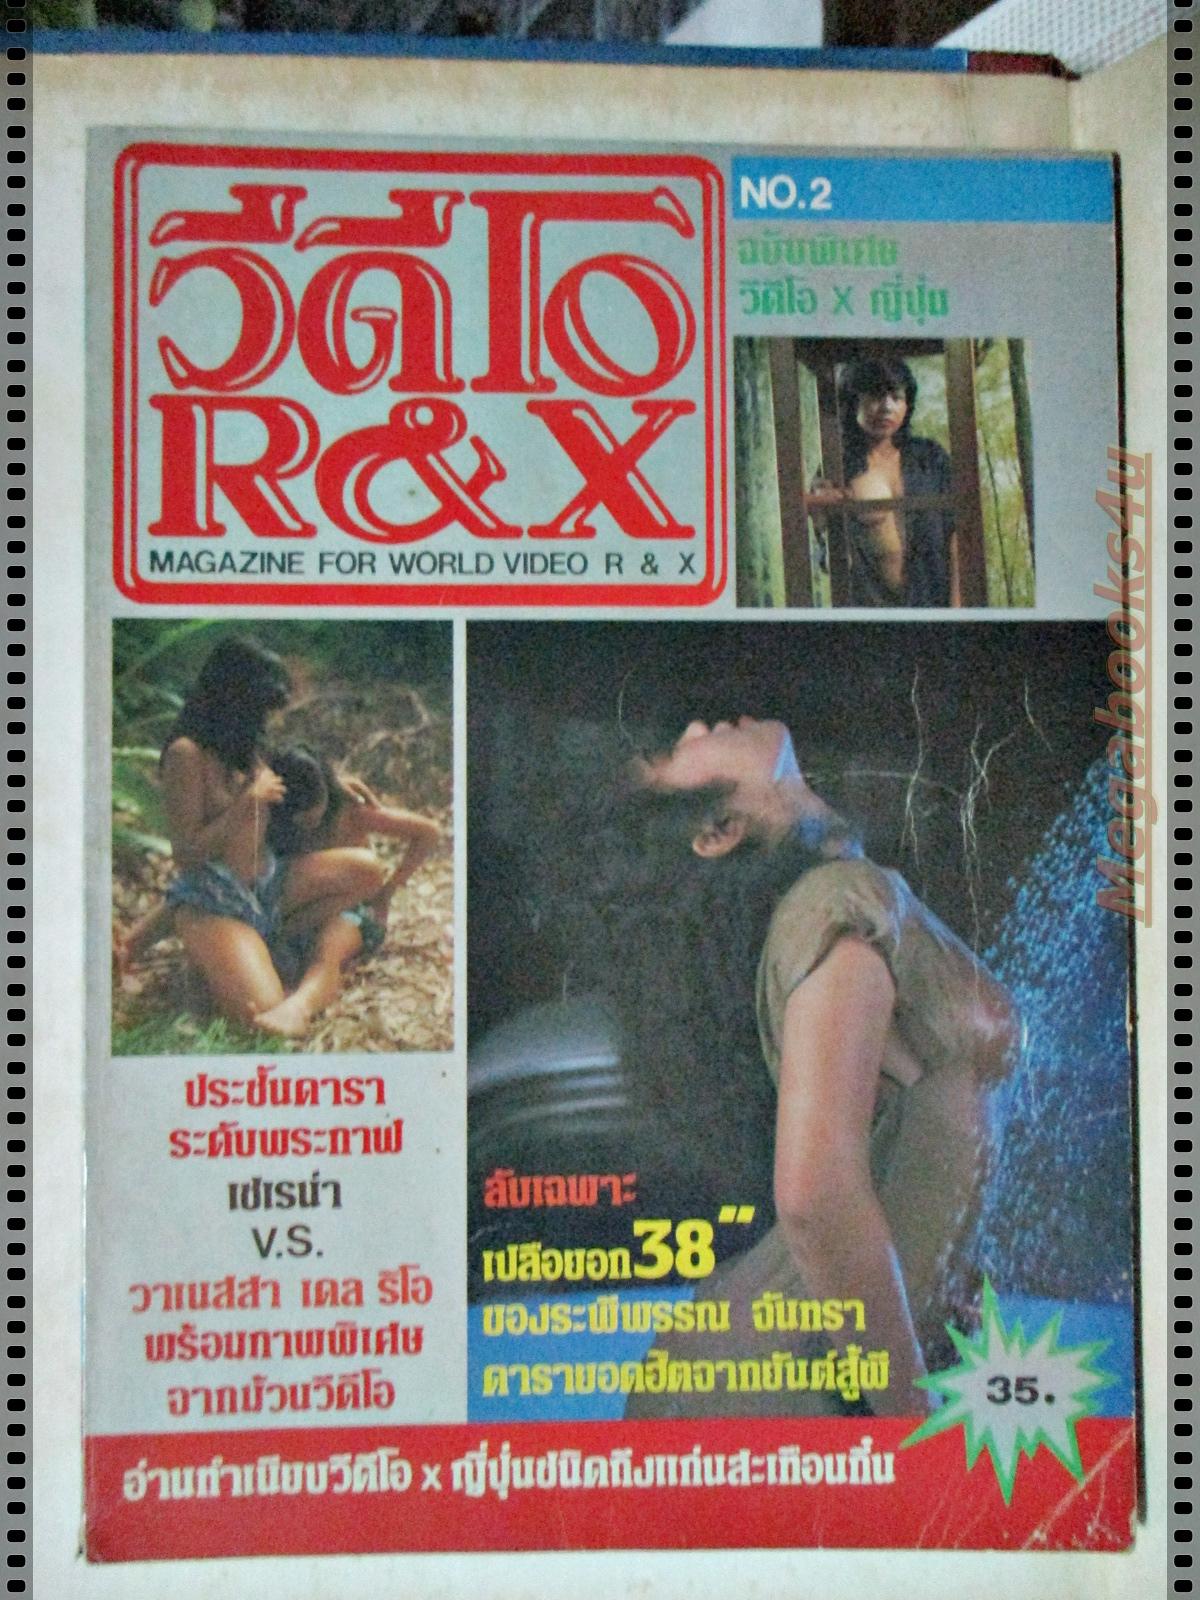 วีดีโอ
R&X
MAGAZINE FOR WORLD VIDEO R & X
NO.2
ฉบับพิเศษ
วีดีโอ X ญี่ปุ่น
ประชันดารา
ระดับพระกาฬ
เซเรน่า
V.S.
วาเนสส่า เดล ริโอ
พร้อมภาพพิเศษ
จากม้วนวีดีโอ
ลับเฉพาะ
เปลือยอก 38"
ของระพีพรรณ จันทรา
ดารายอดฮิตจากยันต์สู้ผี
35.
อ่านทำเนียบวีดีโอ x ญี่ปุ่นชนิดถึงแก่นสะเทือนกึ๋น
Megabooks4u